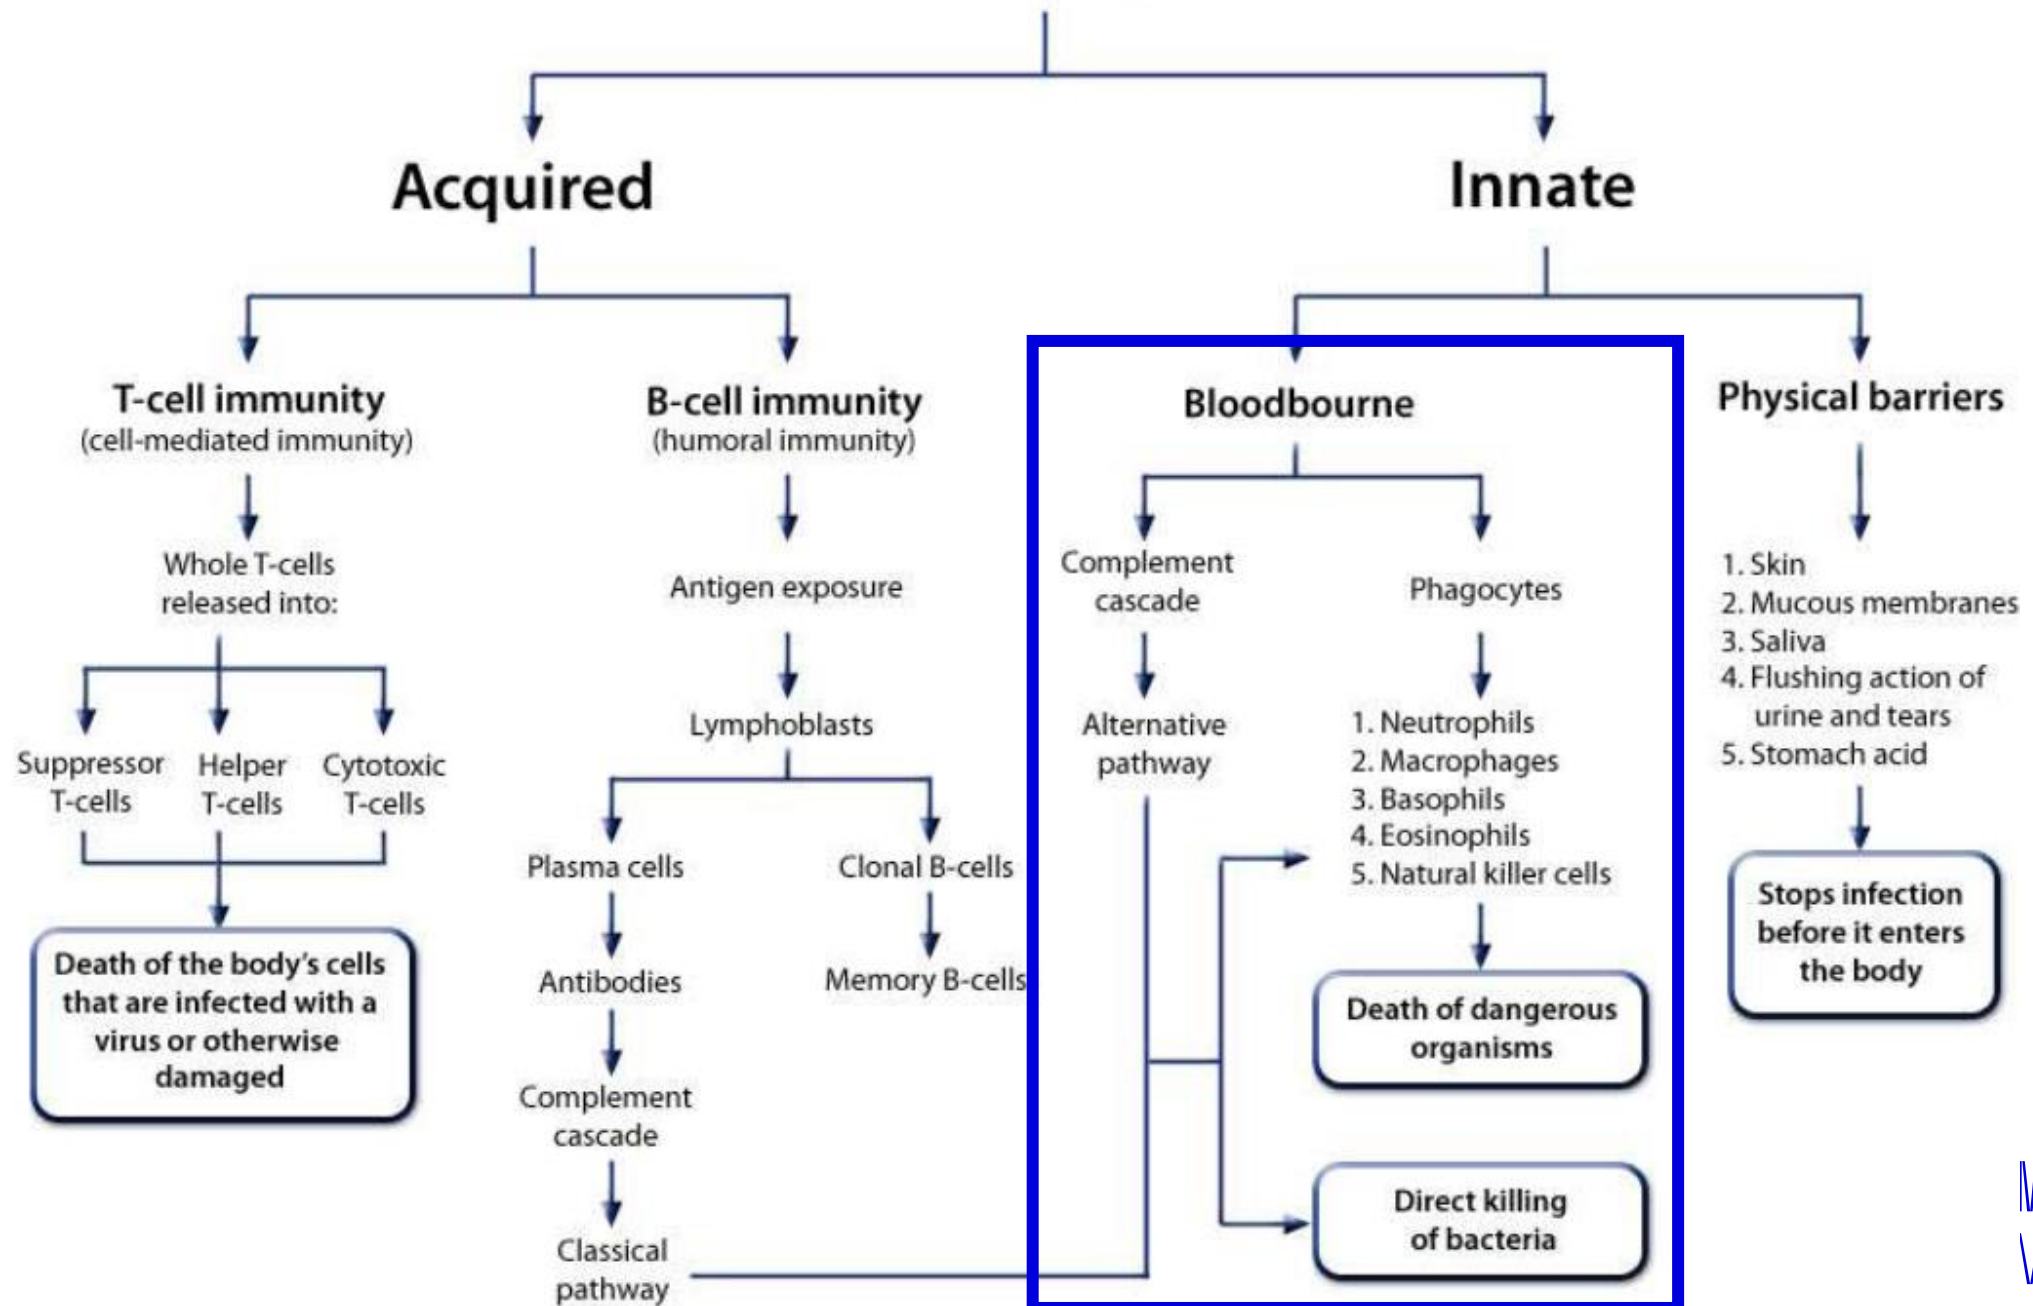 Acquired
Innate
T-cell immunity
(cell-mediated immunity)
Whole T-cells
released into:
Suppressor
T-cells
Helper
T-cells
Cytotoxic
T-cells
Death of the body's cells
that are infected with a
virus or otherwise
damaged
B-cell immunity
(humoral immunity)
Antigen exposure
Lymphoblasts
Plasma cells
Antibodies
Complement
cascade
Classical
pathway
Clonal B-cells
Memory B-cells
Bloodbourne
Complement
cascade
Alternative
pathway
Phagocytes
1. Neutrophils
2. Macrophages
3. Basophils
4. Eosinophils
5. Natural killer cells
Death of dangerous
organisms
Direct killing
of bacteria
Physical barriers
1. Skin
2. Mucous membranes
3. Saliva
4. Flushing action of
urine and tears
5. Stomach acid
Stops infection
before it enters
the body